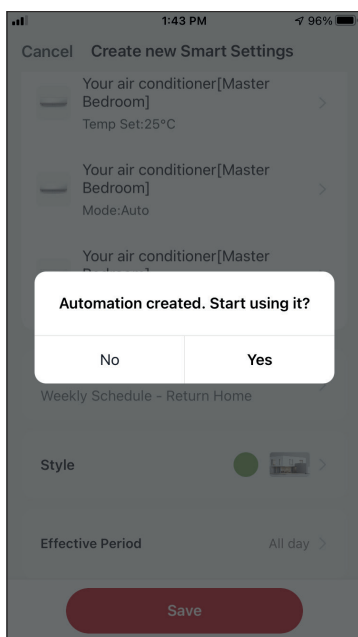 1:43 PM
96%
Cancel
Create new Smart Settings
Your air conditioner[Master
Bedroom]
Temp Set:25°C
Your air conditioner[Master
Bedroom]
Mode:Auto
Your air conditioner[Master
Automation created. Start using it?
No
Yes
Weekly Schedule - Return Home
Style
Effective Period
All day
Save